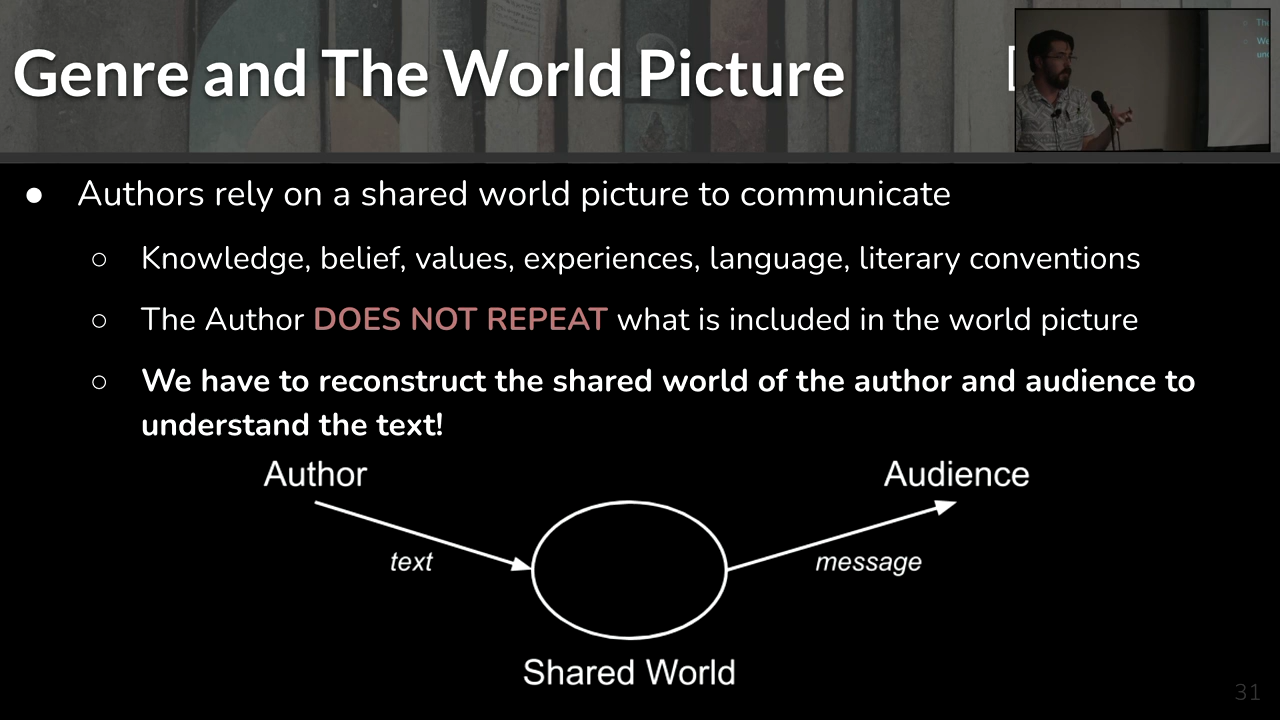 Genre and The World Picture
● Authors rely on a shared world picture to communicate
○ Knowledge, belief, values, experiences, language, literary conventions
○ The Author DOES NOT REPEAT what is included in the world picture
○ We have to reconstruct the shared world of the author and audience to
understand the text!
Author
Audience
text
message
Shared World
31